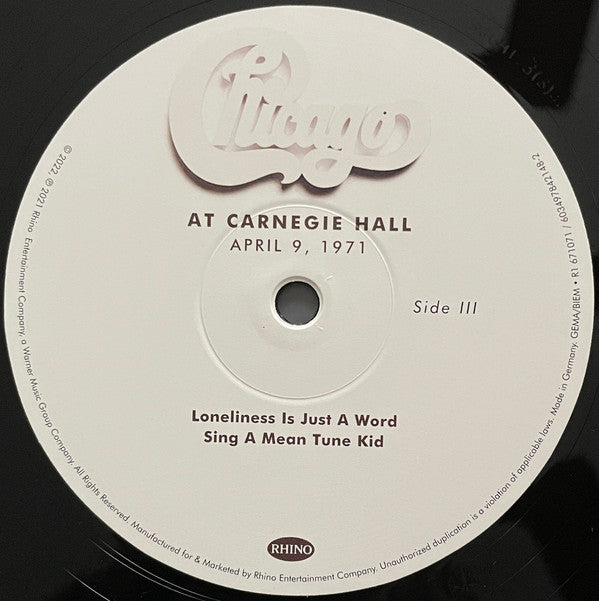 Chicago
AT CARNEGIE HALL
APRIL 9, 1971
Side III
Loneliness Is Just A Word
Sing A Mean Tune Kid
RHINO
© 2022, ℗ 2021 Rhino Entertainment Company, a Warner Music Group Company. All Rights Reserved. Manufactured for & Marketed by Rhino Entertainment Company. Unauthorized duplication is a violation of applicable laws. Made in Germany. GEMA/BIEM • R1 671071 / 603497842148-2